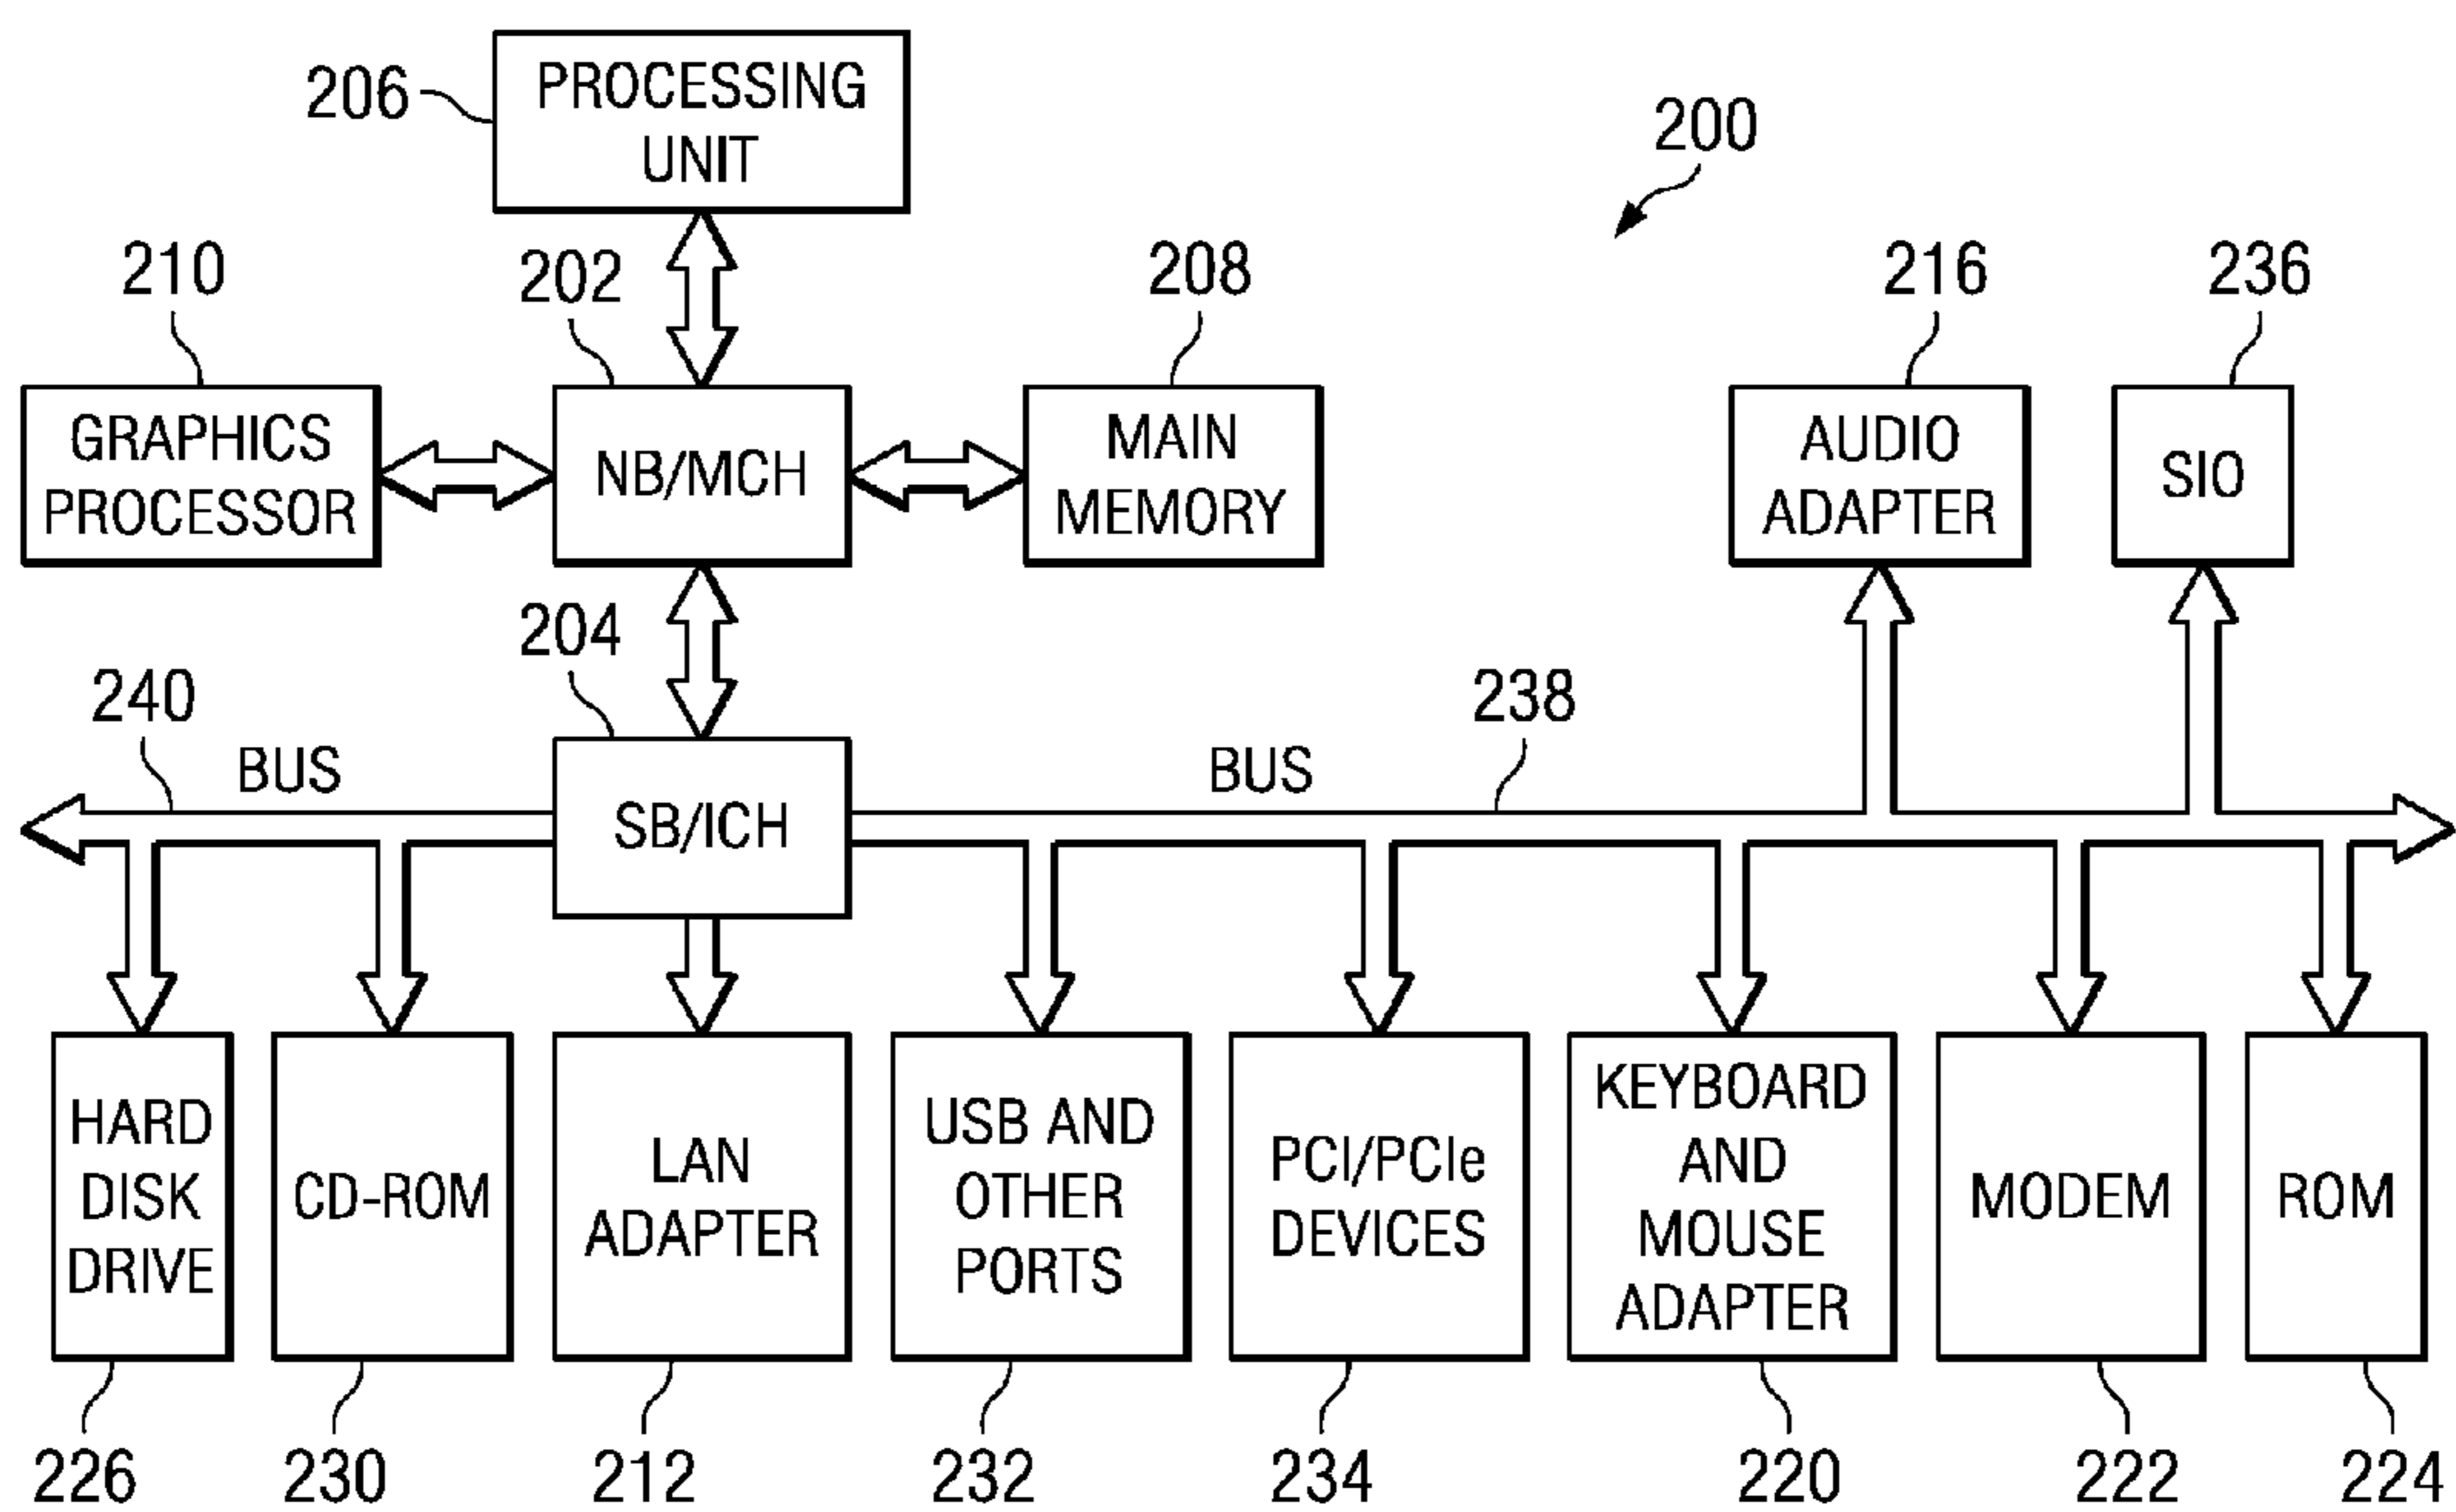 206
PROCESSING
UNIT
200
210
202
208
216
236
GRAPHICS
PROCESSOR
NB/MCH
MAIN
MEMORY
AUDIO
ADAPTER
SIO
204
240
238
BUS
BUS
SB/ICH
HARD
DISK
DRIVE
CD-ROM
LAN
ADAPTER
USB AND
OTHER
PORTS
PCI/PCIe
DEVICES
KEYBOARD
AND
MOUSE
ADAPTER
MODEM
ROM
226
230
212
232
234
220
222
224